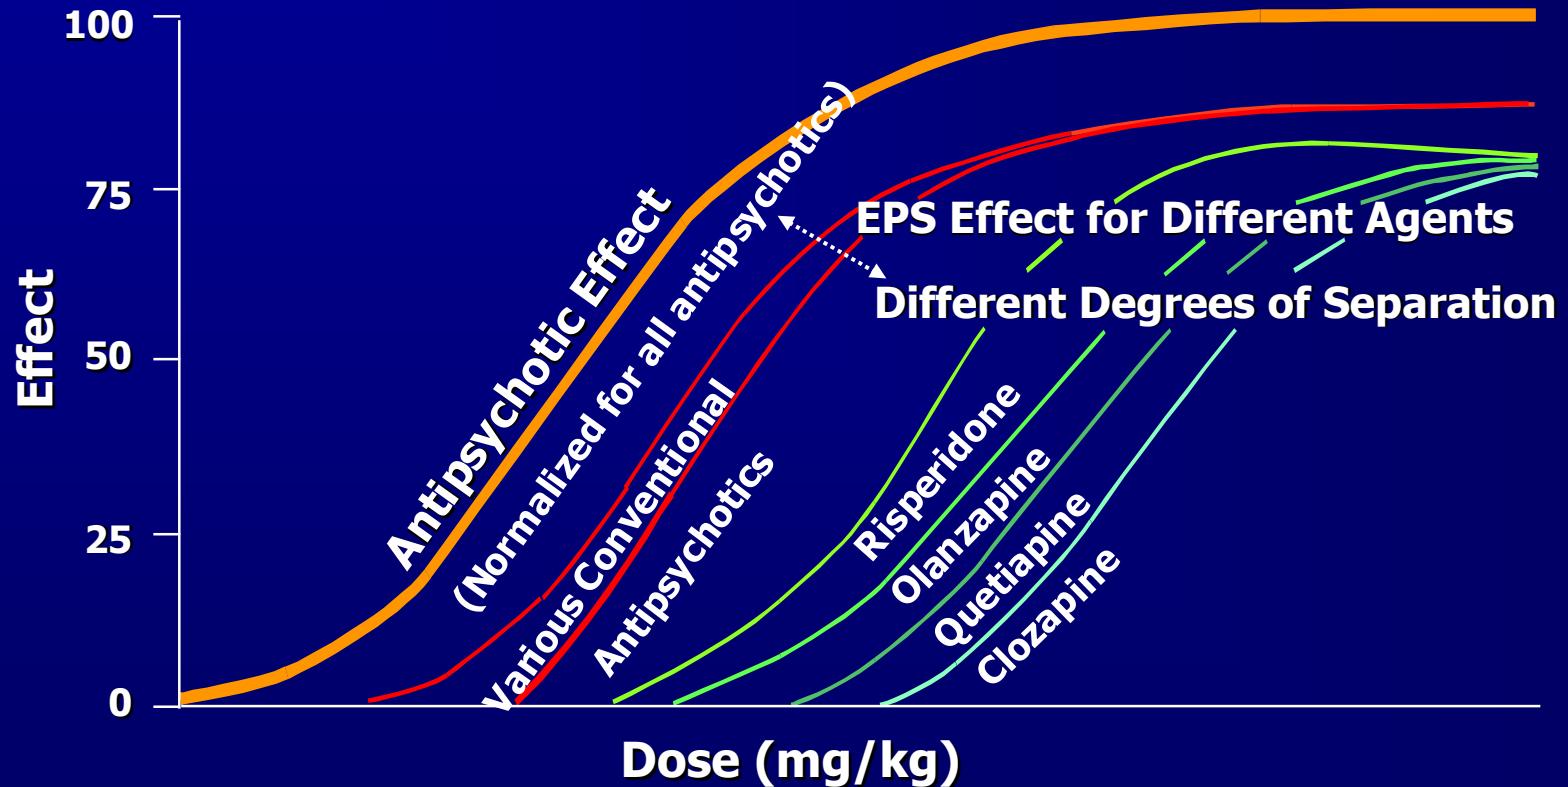 100
75
50
25
0
Effect
Antipsychotic Effect
(Normalized for all antipsychotics)
Various Conventional
Antipsychotics
EPS Effect for Different Agents
Different Degrees of Separation
Risperidone
Olanzapine
Quetiapine
Clozapine
Dose (mg/kg)